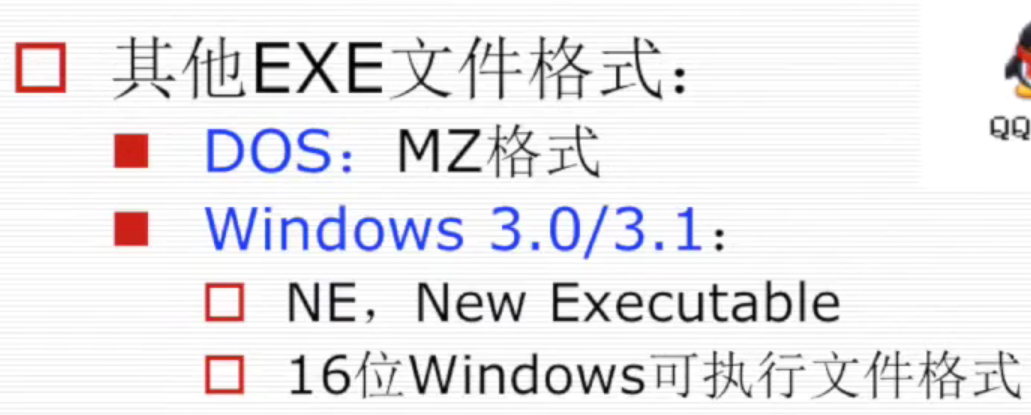 其他EXE文件格式：
DOS：MZ格式
Windows 3.0/3.1：
NE，New Executable
16位Windows可执行文件格式
QQ